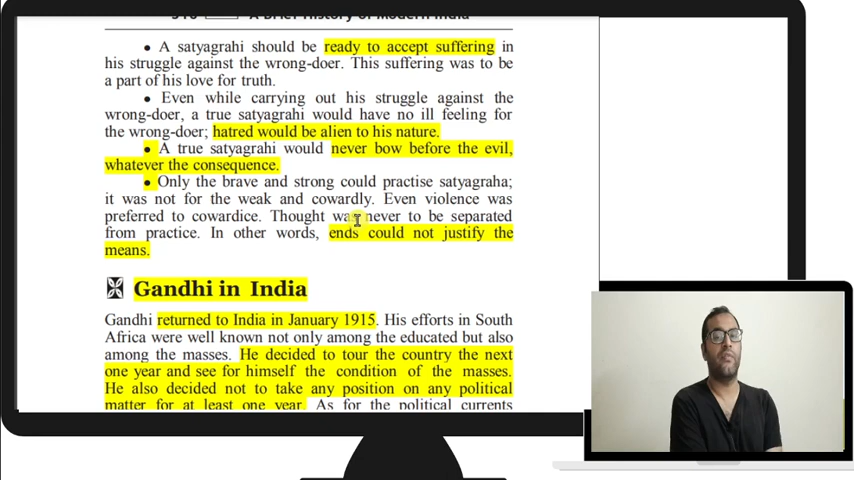 A Brief History of Modern India
• A satyagrahi should be ready to accept suffering in
his struggle against the wrong-doer. This suffering was to be
a part of his love for truth.
• Even while carrying out his struggle against the
wrong-doer, a true satyagrahi would have no ill feeling for
the wrong-doer; hatred would be alien to his nature.
• A true satyagrahi would never bow before the evil,
whatever the consequence.
• Only the brave and strong could practise satyagraha;
it was not for the weak and cowardly. Even violence was
preferred to cowardice. Thought was never to be separated
from practice. In other words, ends could not justify the
means.
Gandhi in India
Gandhi returned to India in January 1915. His efforts in South
Africa were well known not only among the educated but also
among the masses. He decided to tour the country the next
one year and see for himself the condition of the masses.
He also decided not to take any position on any political
matter for at least one year. As for the political currents